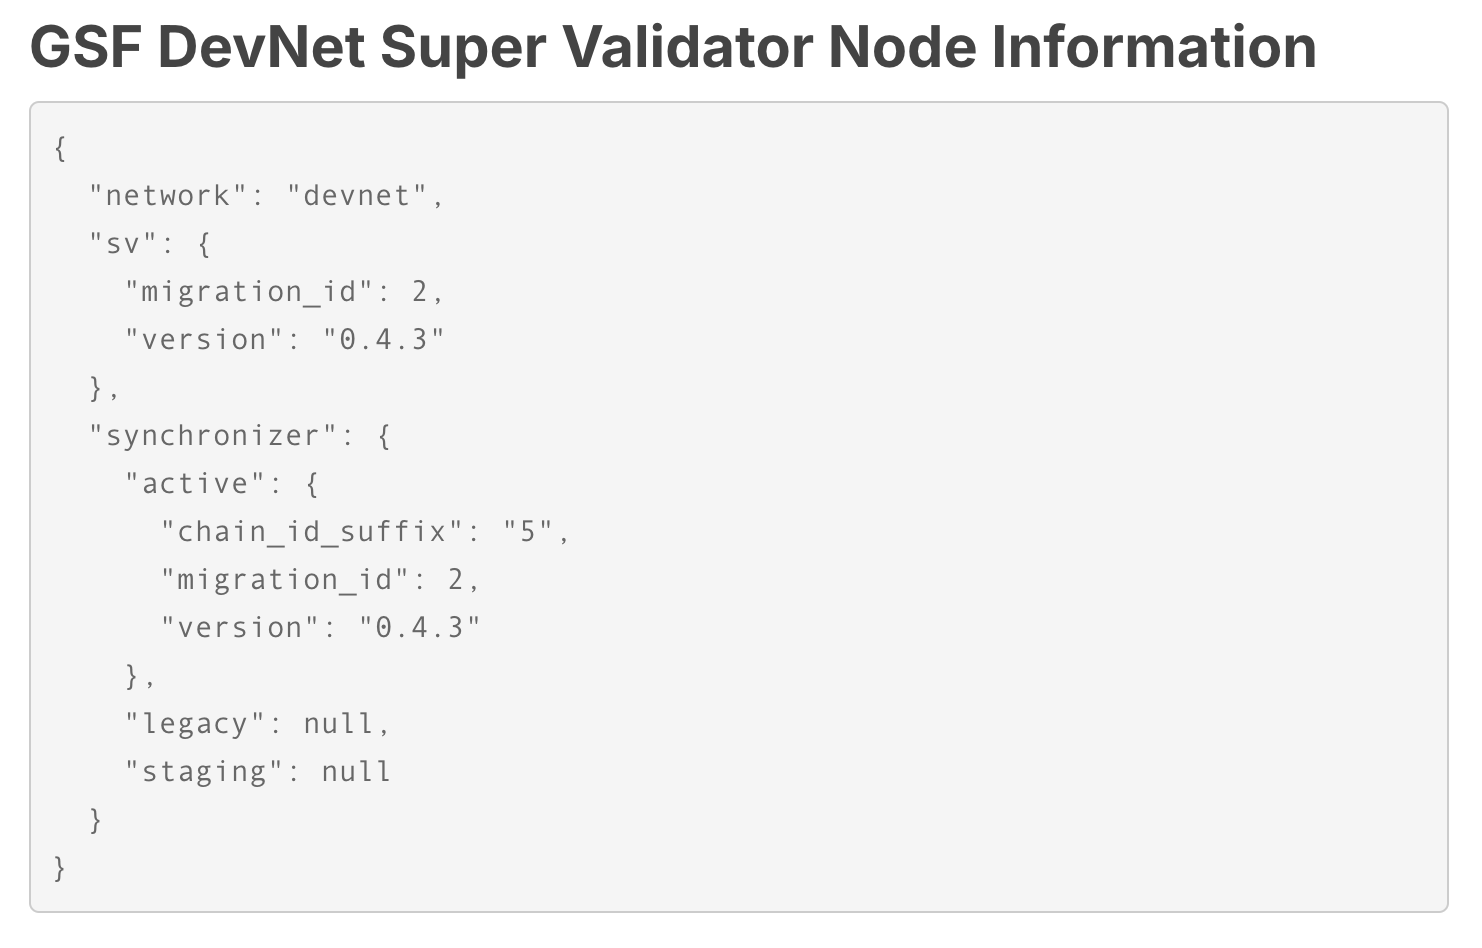 GSF DevNet Super Validator Node Information
{
  "network": "devnet",
  "sv": {
    "migration_id": 2,
    "version": "0.4.3"
  },
  "synchronizer": {
    "active": {
      "chain_id_suffix": "5",
      "migration_id": 2,
      "version": "0.4.3"
    },
    "legacy": null,
    "staging": null
  }
}